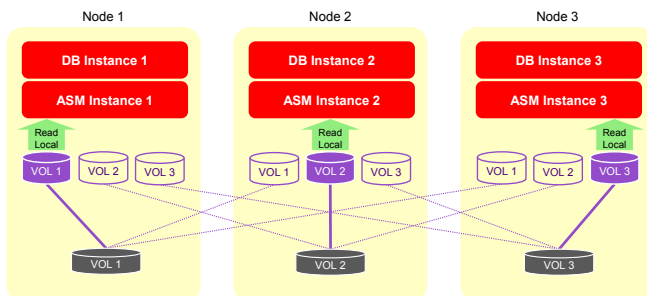 Node 1
Node 2
Node 3
DB Instance 1
DB Instance 2
DB Instance 3
ASM Instance 1
ASM Instance 2
ASM Instance 3
Read
Local
Read
Local
Read
Local
VOL 1
VOL 2
VOL 3
VOL 1
VOL 2
VOL 3
VOL 1
VOL 2
VOL 3
VOL 1
VOL 2
VOL 3